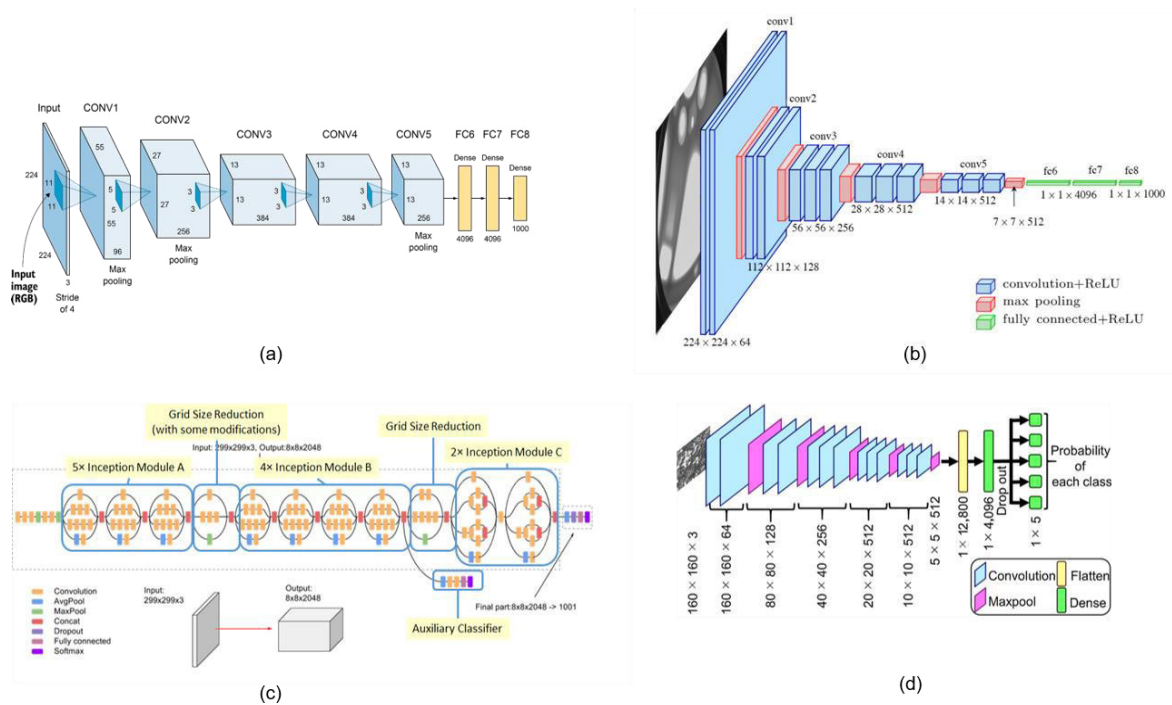 Input
CONV1
CONV2
CONV3
CONV4
CONV5
FC6
FC7
FC8
Dense
Dense
Dense
55
27
13
13
13
224
11
11
5
5
3
3
3
3
3
3
55
27
13
13
13
96
256
384
384
256
4096
4096
1000
224
3
Max
pooling
Max
pooling
Max
pooling
Input
image
(RGB)
Stride
of 4
(a)
conv1
conv2
conv3
conv4
conv5
fc6
fc7
fc8
1 × 1 × 4096
1 × 1 × 1000
14 × 14 × 512
28 × 28 × 512
7 × 7 × 512
56 × 56 × 256
112 × 112 × 128
224 × 224 × 64
convolution+ReLU
max pooling
fully connected+ReLU
(b)
Grid Size Reduction
(with some modifications)
Grid Size Reduction
Input: 299x299x3, Output:8x8x2048
5× Inception Module A
4× Inception Module B
2× Inception Module C
Convolution
AvgPool
MaxPool
Concat
Dropout
Fully connected
Softmax
Input:
299x299x3
Output:
8x8x2048
Final part:8x8x2048 -> 1001
Auxiliary Classifier
(c)
160 × 160 × 3
160 × 160 × 64
80 × 80 × 128
40 × 40 × 256
20 × 20 × 512
10 × 10 × 512
5 × 5 × 512
1 × 12,800
1 × 4,096
Drop out
1 × 5
Probability
of
each class
Convolution
Maxpool
Flatten
Dense
(d)